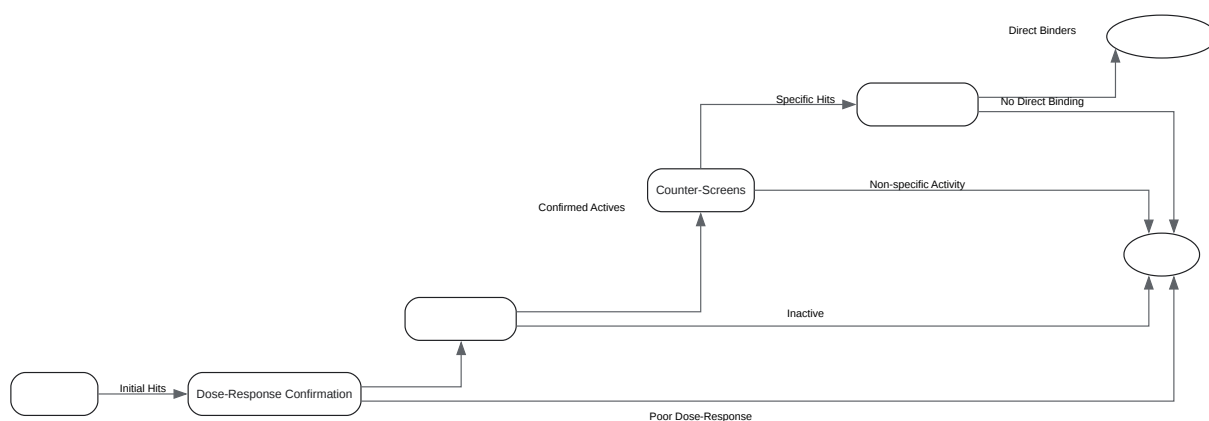 Direct Binders
Specific Hits
No Direct Binding
Counter-Screens
Non-specific Activity
Confirmed Actives
Inactive
Initial Hits
Dose-Response Confirmation
Poor Dose-Response